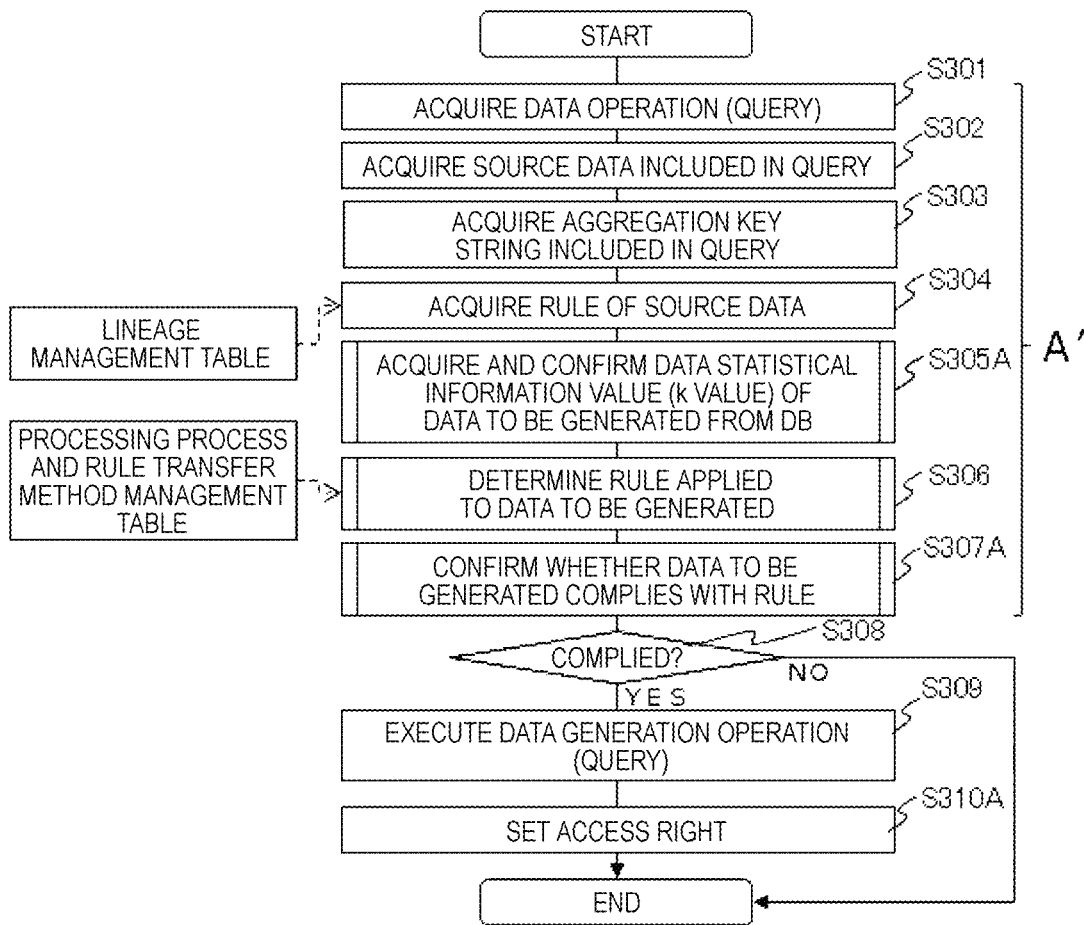 START
S301
ACQUIRE DATA OPERATION (QUERY)
S302
ACQUIRE SOURCE DATA INCLUDED IN QUERY
S303
ACQUIRE AGGREGATION KEY
STRING INCLUDED IN QUERY
S304
ACQUIRE RULE OF SOURCE DATA
LINEAGE
MANAGEMENT TABLE
A'
S305A
ACQUIRE AND CONFIRM DATA STATISTICAL
INFORMATION VALUE (k VALUE) OF
DATA TO BE GENERATED FROM DB
PROCESSING PROCESS
AND RULE TRANSFER
METHOD MANAGEMENT
TABLE
S306
DETERMINE RULE APPLIED
TO DATA TO BE GENERATED
S307A
CONFIRM WHETHER DATA TO BE
GENERATED COMPLIES WITH RULE
S308
COMPLIED?
NO
YES
S309
EXECUTE DATA GENERATION OPERATION
(QUERY)
S310A
SET ACCESS RIGHT
END